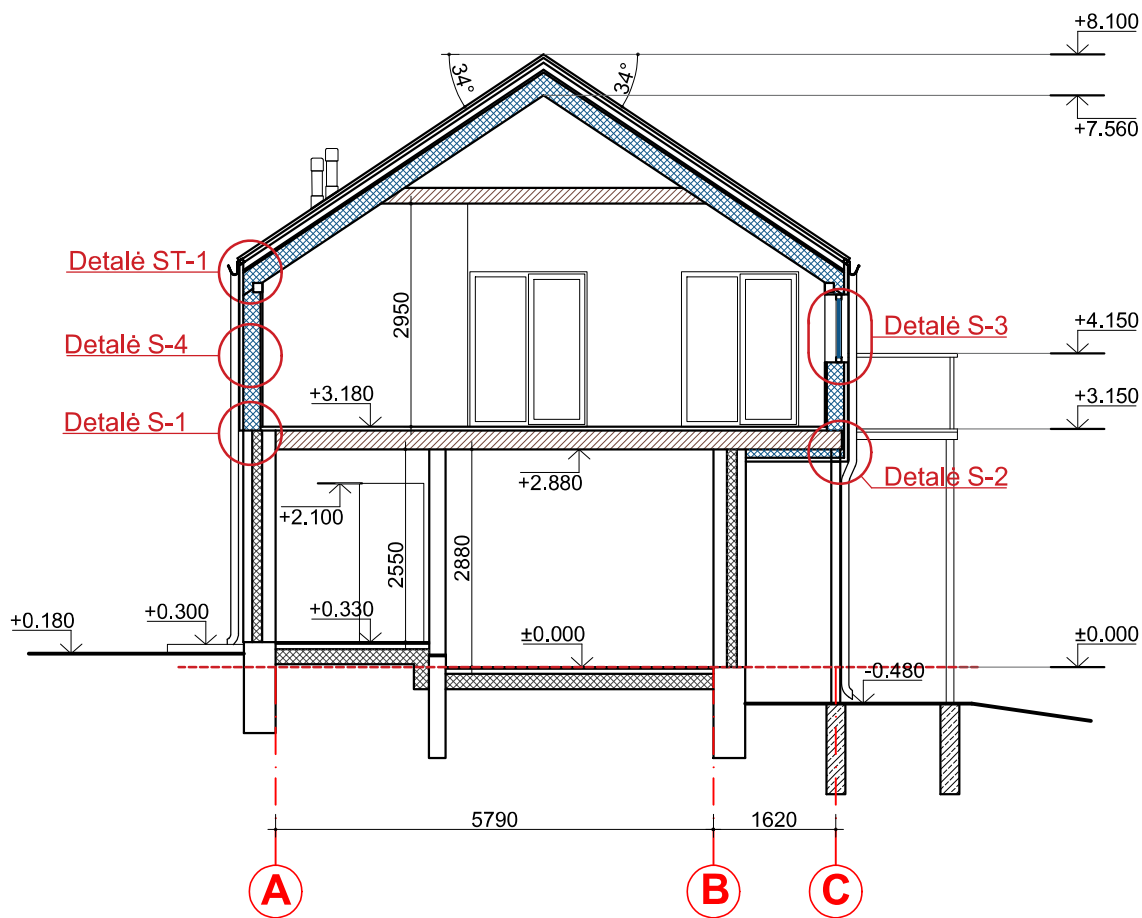 +8.100
34°
34°
+7.560
Detalė ST-1
2950
Detalė S-3
Detalė S-4
+4.150
+3.180
+3.150
Detalė S-1
+2.880
Detalė S-2
+2.100
2550
2880
+0.180
+0.300
+0.330
±0.000
±0.000
-0.480
5790
1620
A
B
C